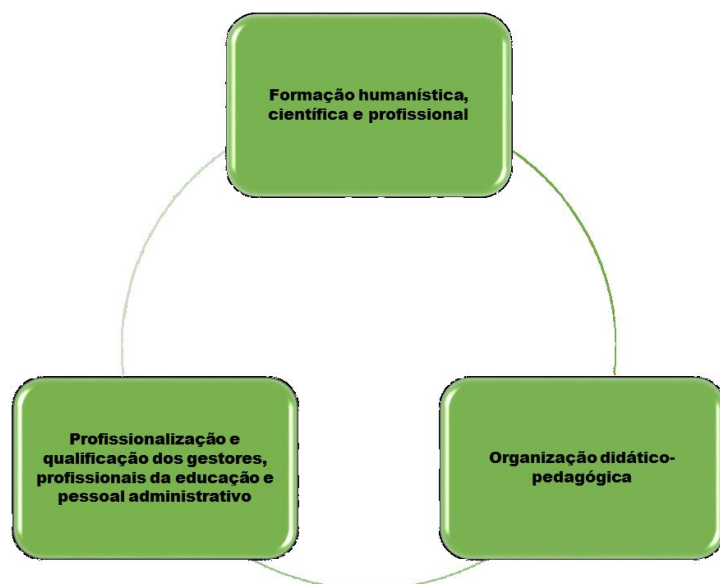 Formação humanística,
científica e profissional
Profissionalização e
qualificação dos gestores,
profissionais da educação e
pessoal administrativo
Organização didático-
pedagógica